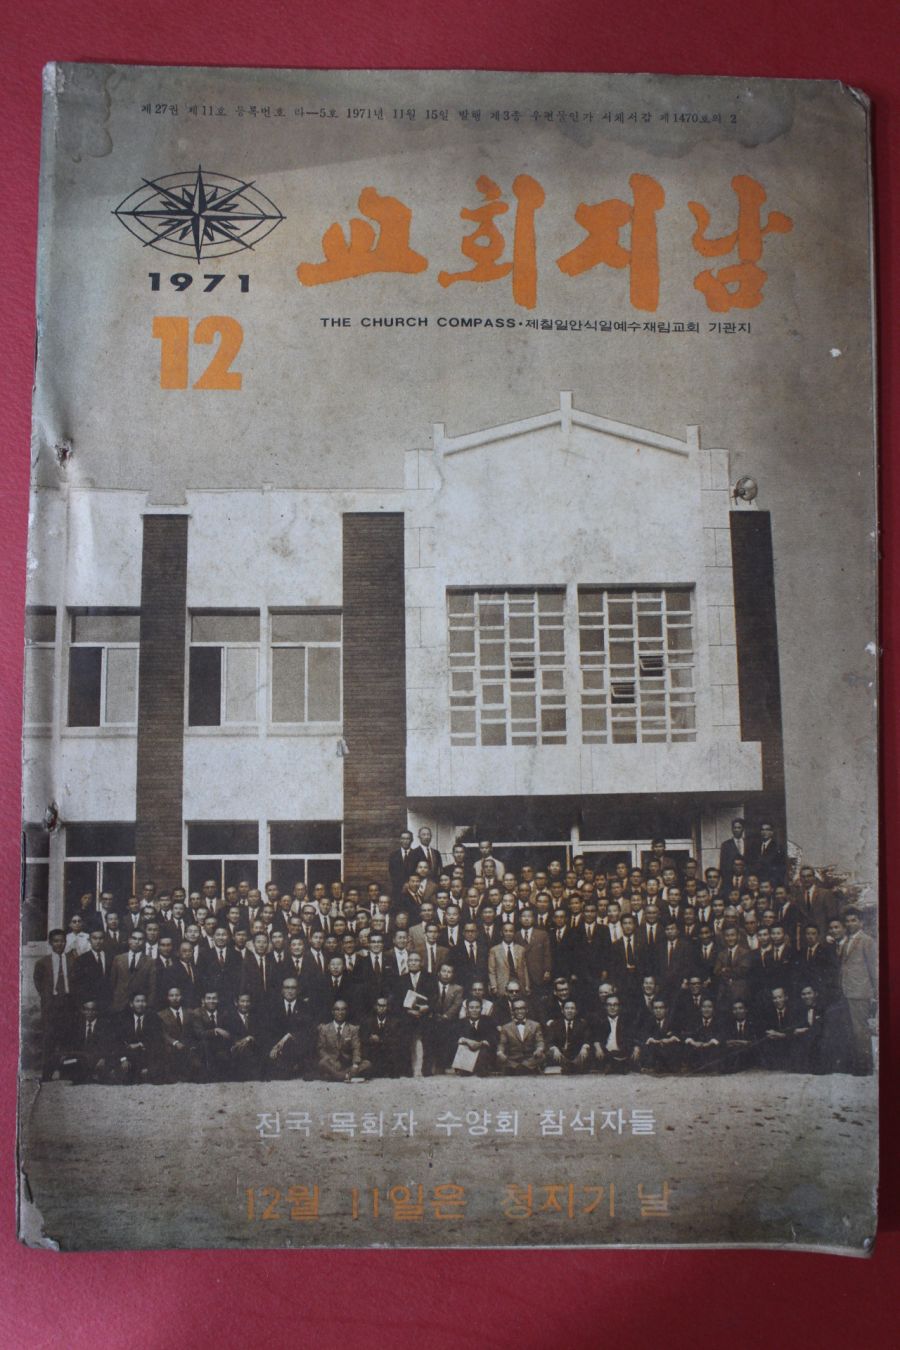 제27권 제11호 등록번호 라—5호 1971년 11월 15일 발행 제3종 우편물인가 서체서갑 제1470호의 2
교회지남
1971
12
THE CHURCH COMPASS·제칠일안식일예수재림교회 기관지
전국 목회자 수양회 참석자들
12월 11일은 청지기 날